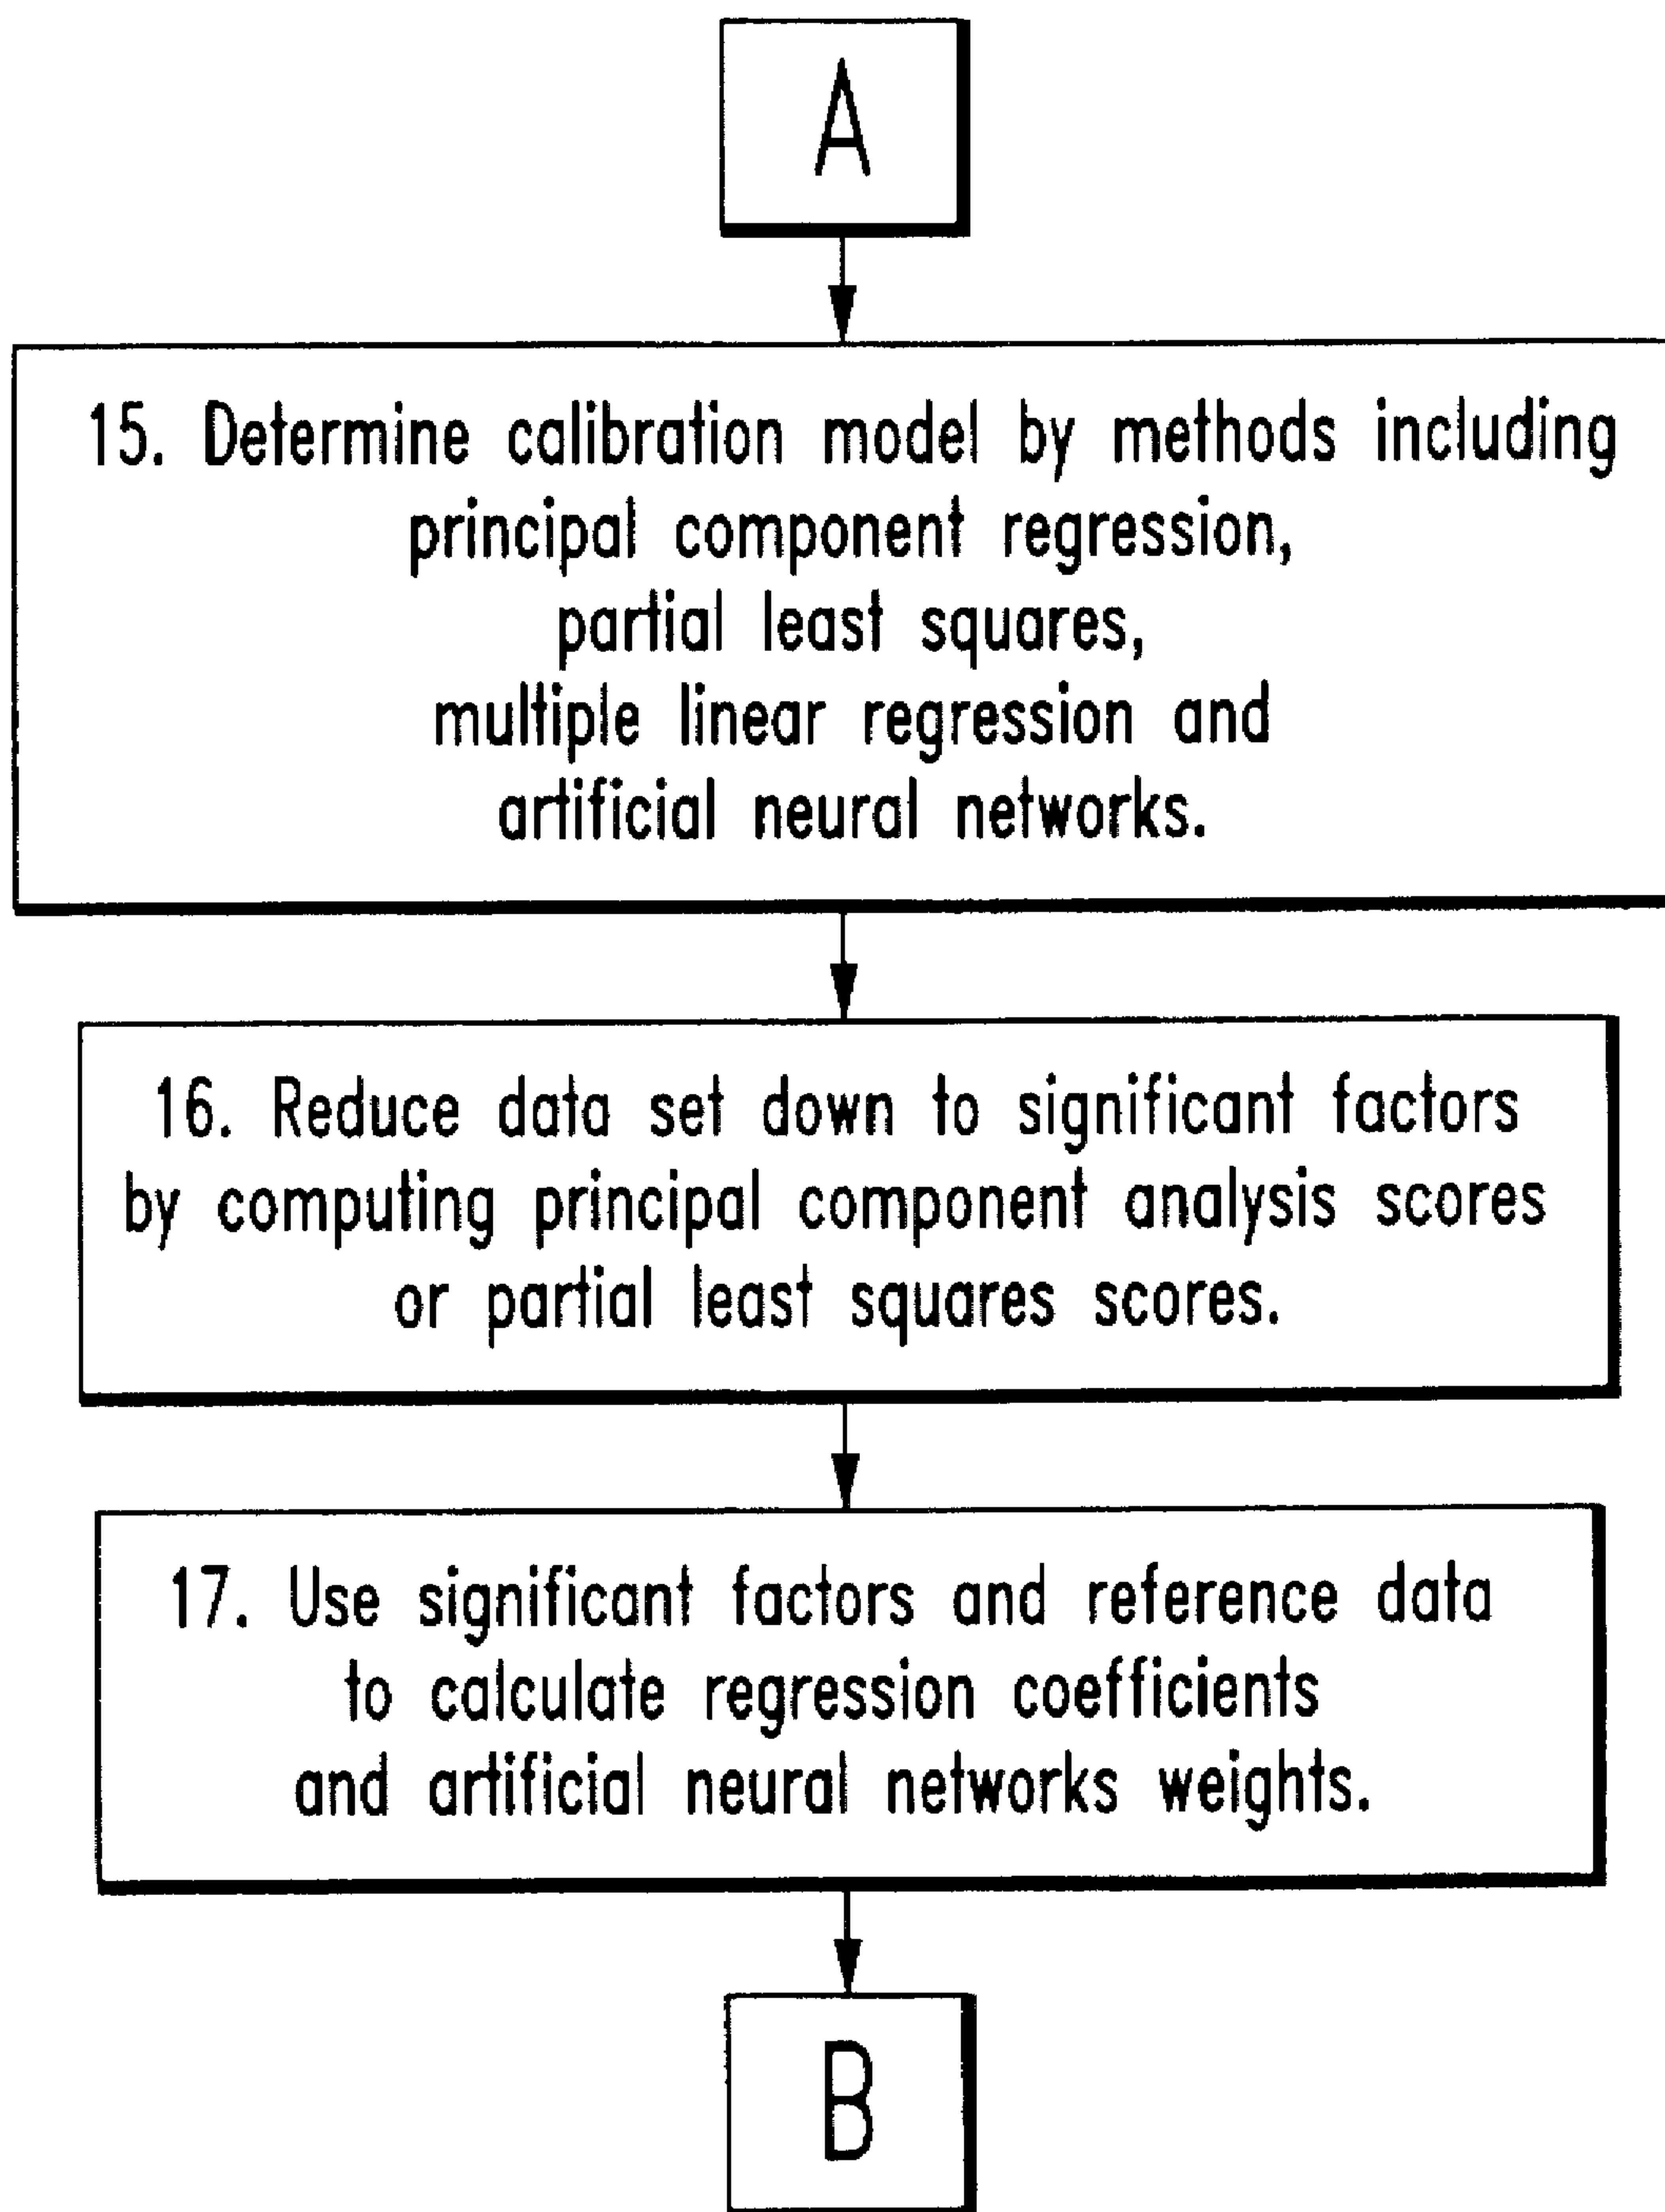 A
15. Determine calibration model by methods including
principal component regression,
partial least squares,
multiple linear regression and
artificial neural networks.
16. Reduce data set down to significant factors
by computing principal component analysis scores
or partial least squares scores.
17. Use significant factors and reference data
to calculate regression coefficients
and artificial neural networks weights.
B